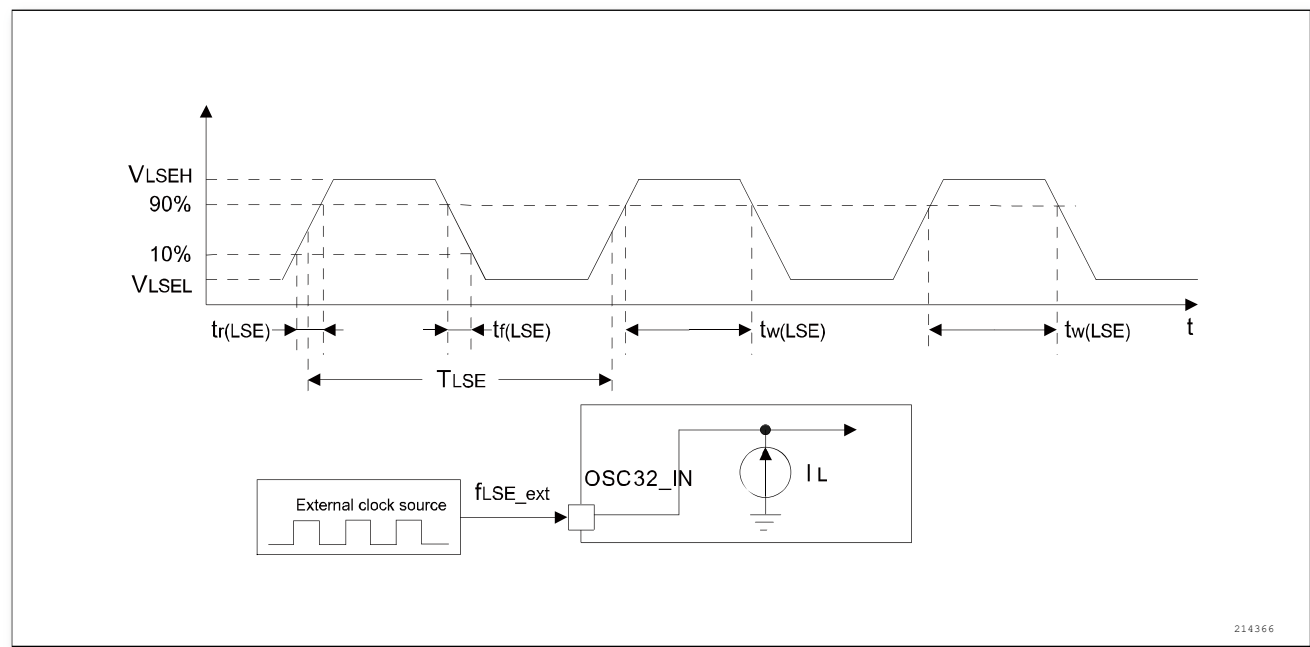 VLSEH
90%
10%
VLSEL
tr(LSE)
tf(LSE)
tw(LSE)
tw(LSE)
t
TLSE
OSC32_IN
IL
fLSE_ext
External clock source
214366